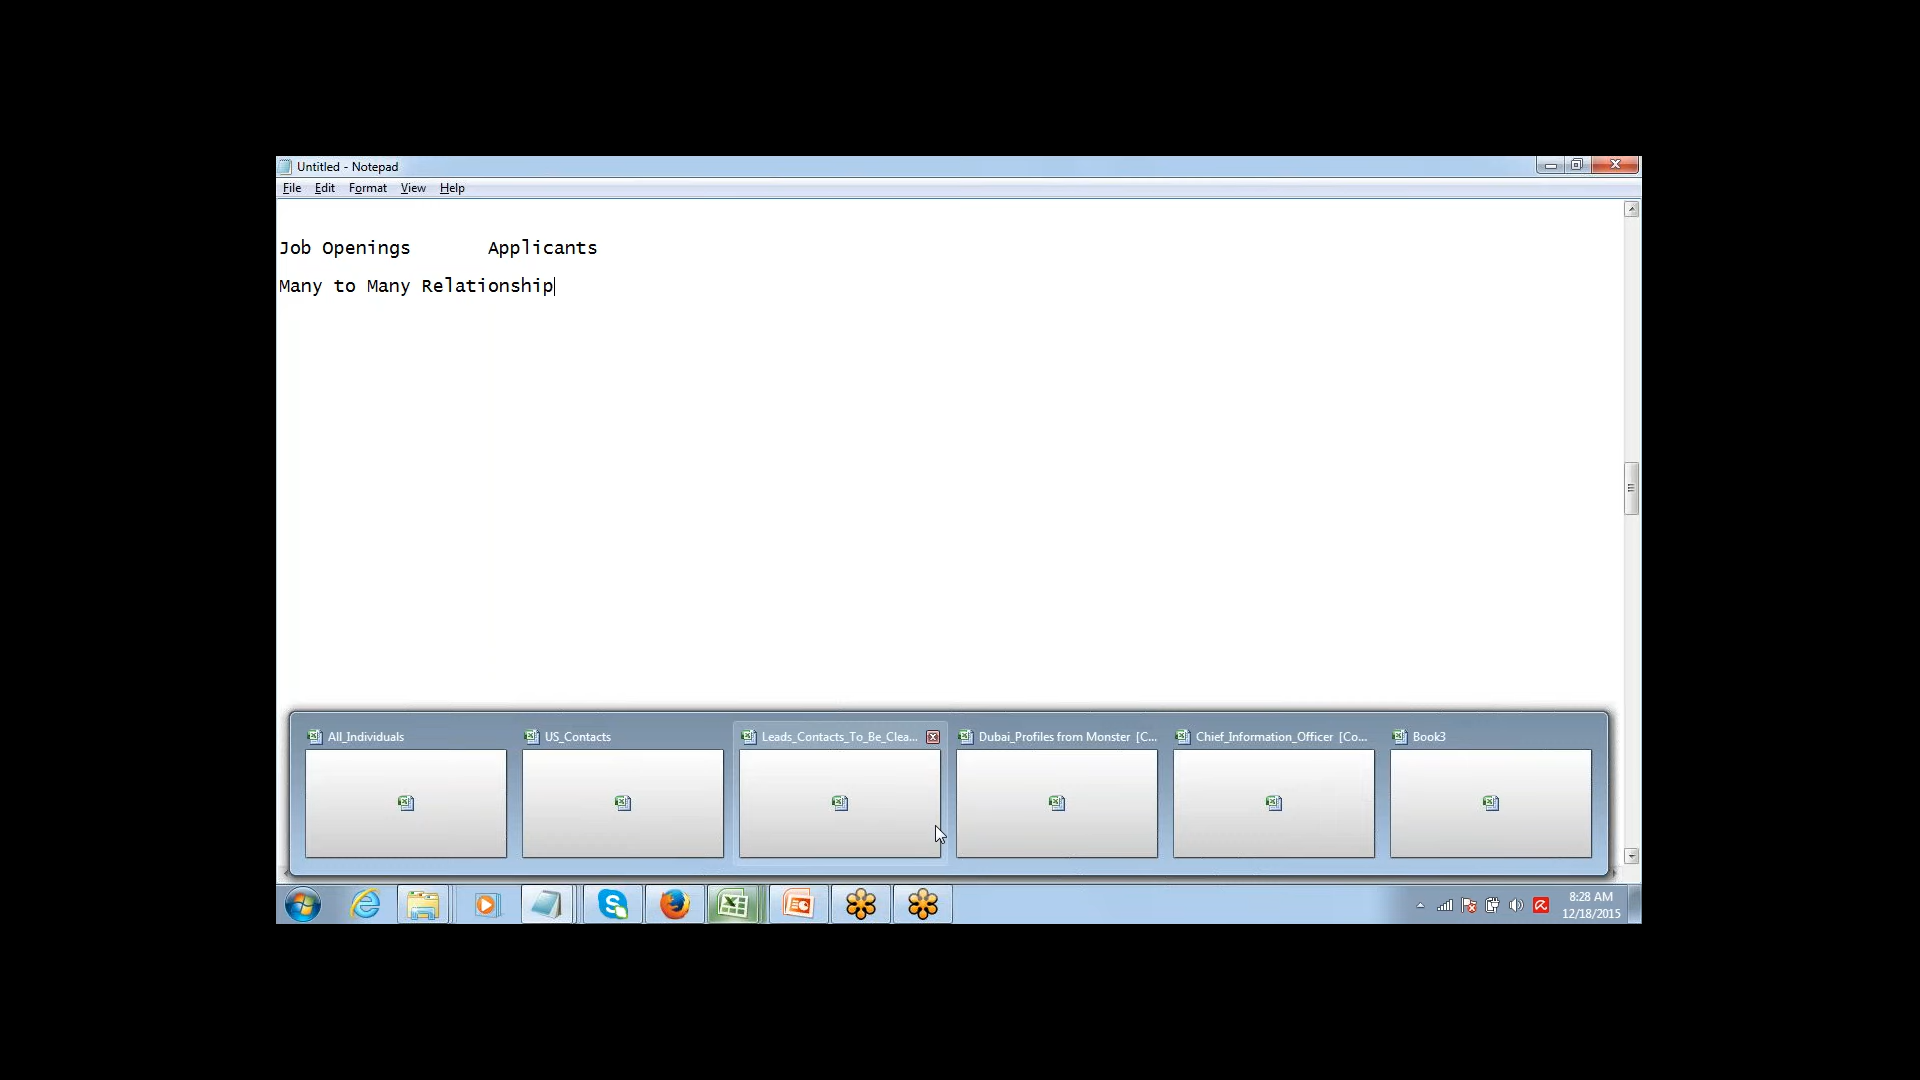 Untitled - Notepad
File Edit Format View Help
Job Openings Applicants
Many to Many Relationship
All_Individuals
US_Contacts
Leads_Contacts_To_Be_Clea...
Dubai_Profiles from Monster [C...
Chief_Information_Officer [Co...
Book3
8:28 AM
12/18/2015